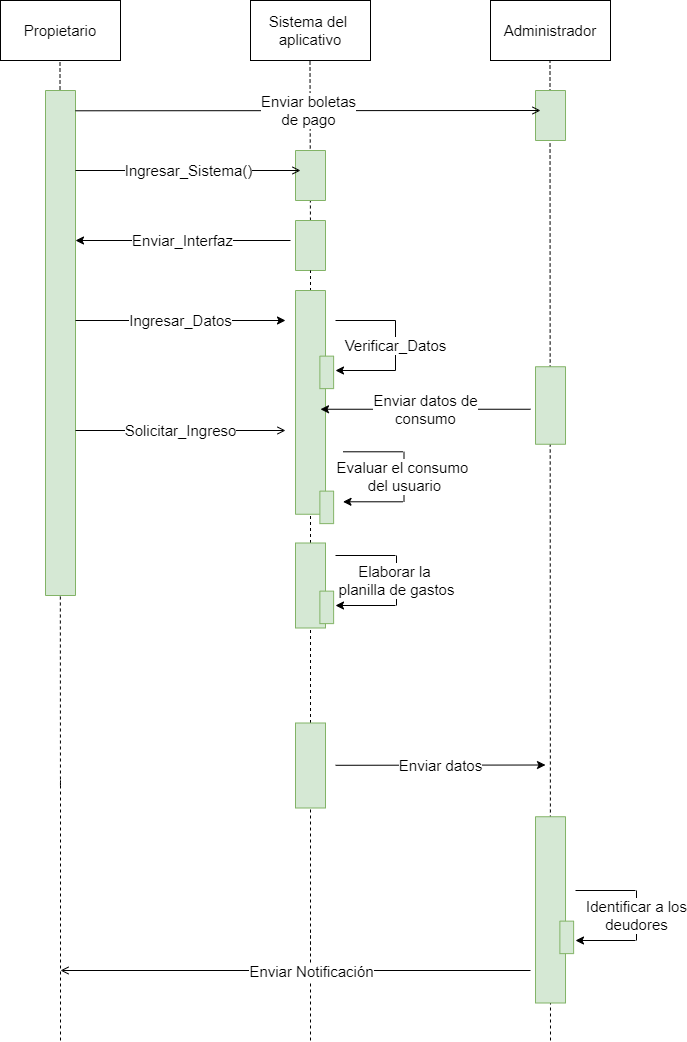 Propietario
Sistema del
aplicativo
Administrador
Enviar boletas
de pago
Ingresar_Sistema()
Enviar_Interfaz
Ingresar_Datos
Verificar_Datos
Enviar datos de
consumo
Solicitar_Ingreso
Evaluar el consumo
del usuario
Elaborar la
planilla de gastos
Enviar datos
Identificar a los
deudores
Enviar Notificación